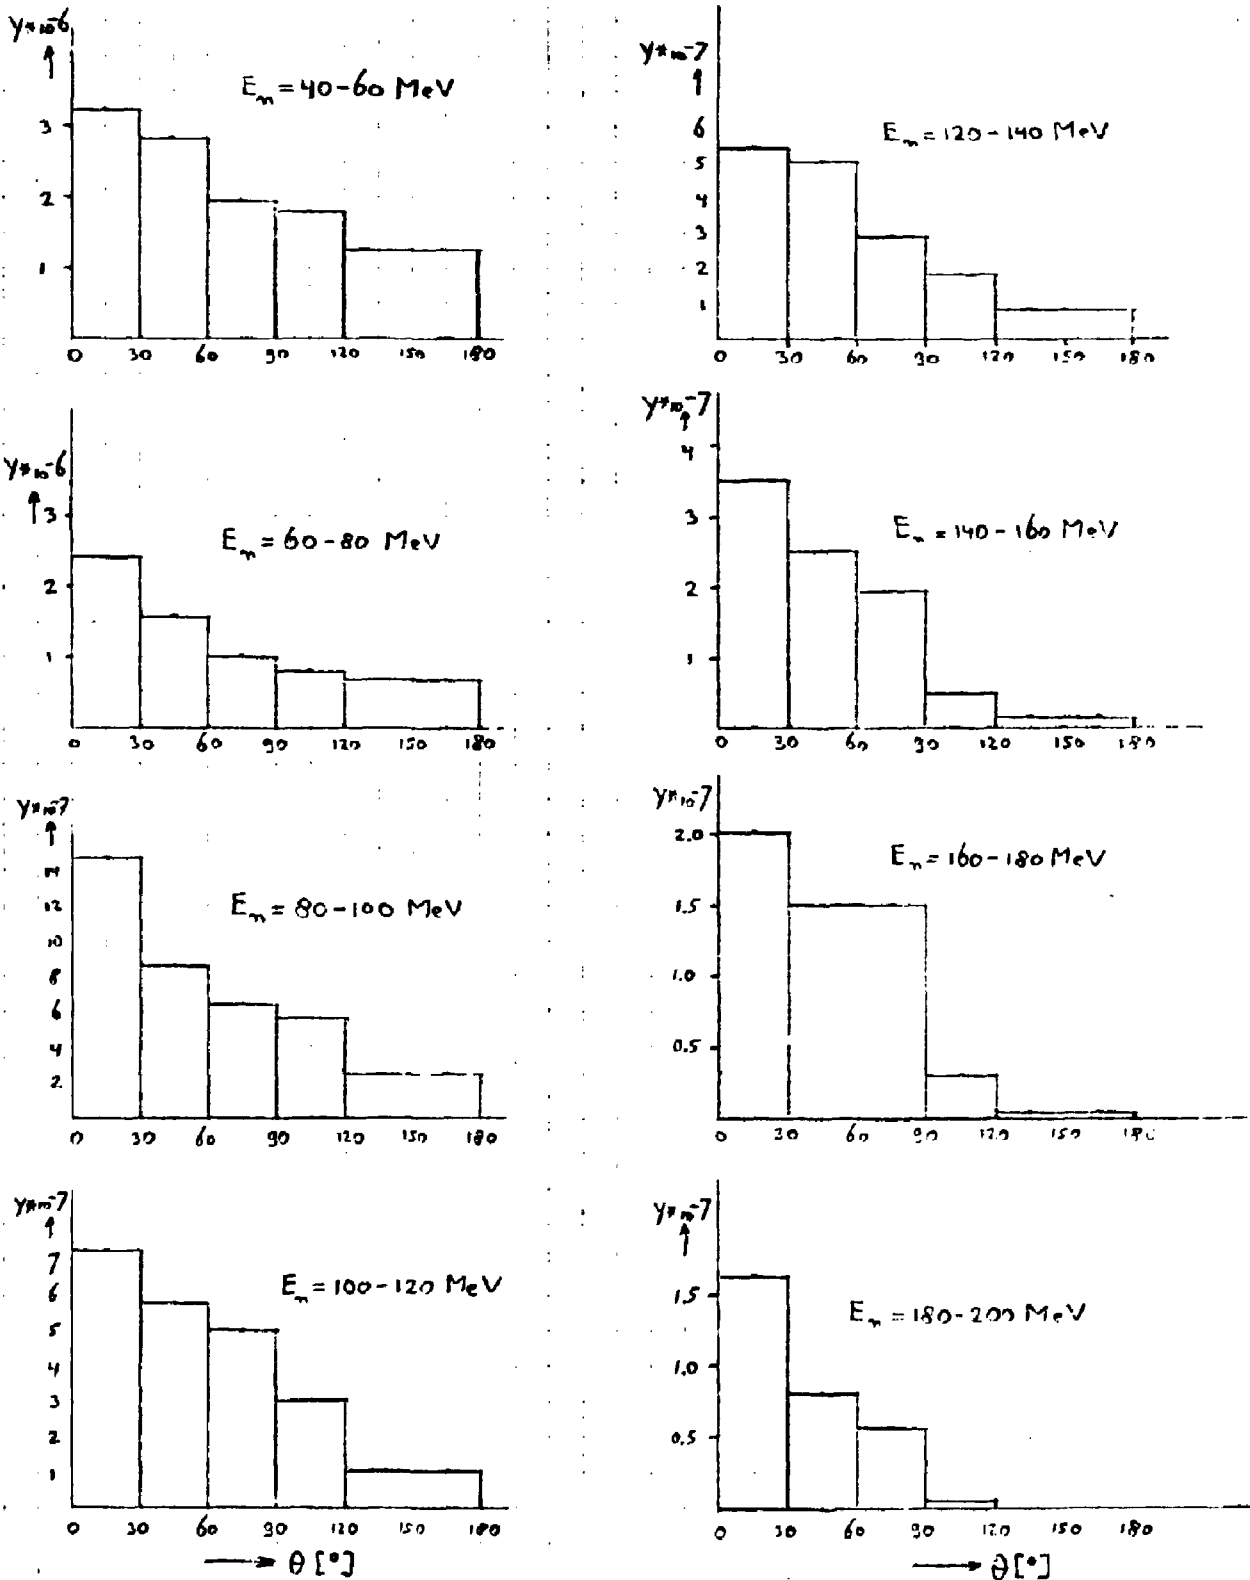 y*10-6
E_n = 40-60 MeV
3
2
1
0 30 60 90 120 150 180
y*10-6
E_n = 60-80 MeV
3
2
1
0 30 60 90 120 150 180
y*10-7
E_n = 80-100 MeV
14
12
10
8
6
4
2
0 30 60 90 120 150 180
y*10-7
E_n = 100-120 MeV
7
6
5
4
3
2
1
0 30 60 90 120 150 180
θ [°]
y*10-7
E_n = 120-140 MeV
6
5
4
3
2
1
0 30 60 90 120 150 180
y*10-7
E_n = 140-160 MeV
4
3
2
1
0 30 60 90 120 150 180
y*10-7
E_n = 160-180 MeV
2.0
1.5
1.0
0.5
0 30 60 90 120 150 180
y*10-7
E_n = 180-200 MeV
1.5
1.0
0.5
0 30 60 90 120 150 180
θ [°]